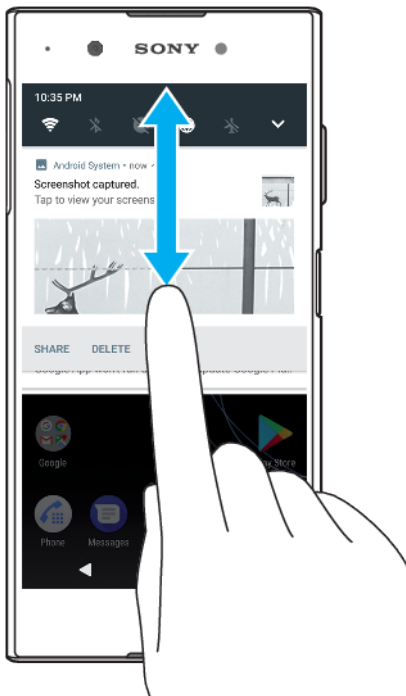 SONY
10:35 PM
Android System • now
Screenshot captured.
Tap to view your screens
SHARE DELETE
Google
Store
Phone
Messages